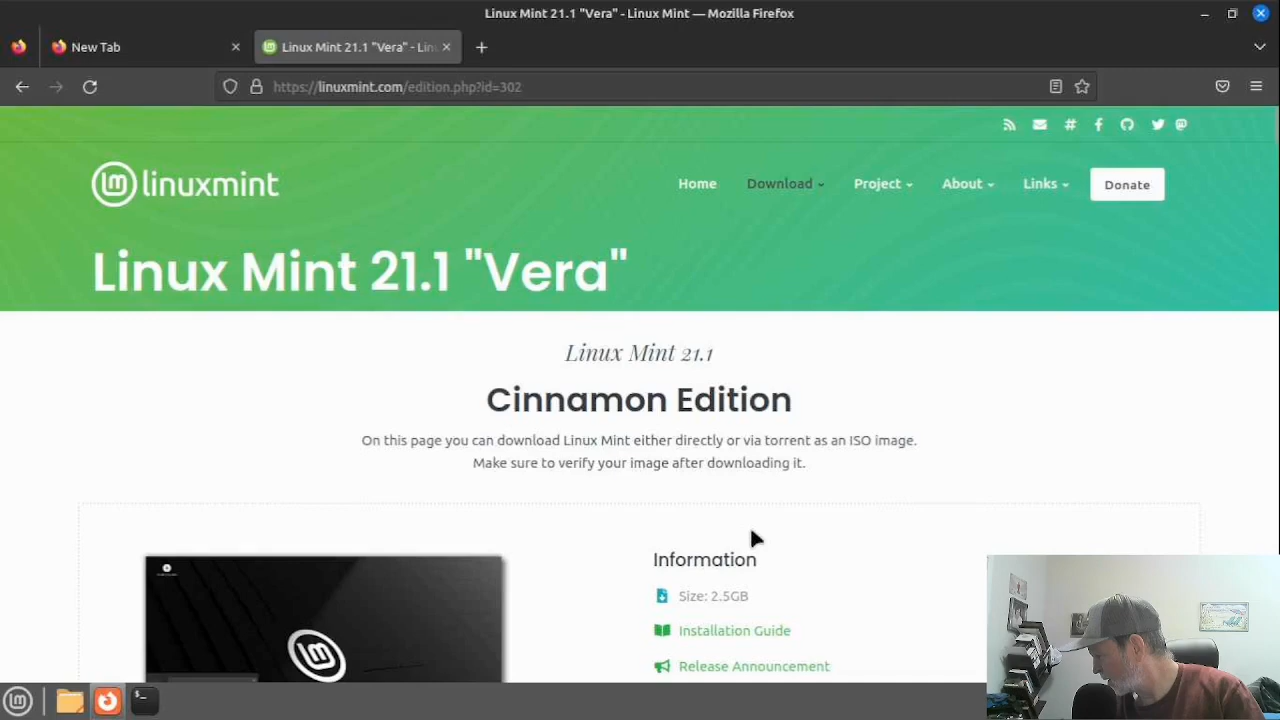 Linux Mint 21.1 "Vera" - Linux Mint — Mozilla Firefox
New Tab
Linux Mint 21.1 "Vera" - Lin
https://linuxmint.com/edition.php?id=302
linuxmint
Home
Download
Project
About
Links
Donate
Linux Mint 21.1 "Vera"
Linux Mint 21.1
Cinnamon Edition
On this page you can download Linux Mint either directly or via torrent as an ISO image.
Make sure to verify your image after downloading it.
Information
Size: 2.5GB
Installation Guide
Release Announcement